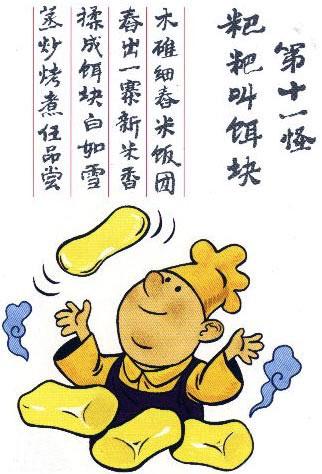 第十一怪
粑粑叫饵块
木碓细舂米饭团
舂出一寨新米香
揉成饵块白如雪
蒸炒烤煮任品尝